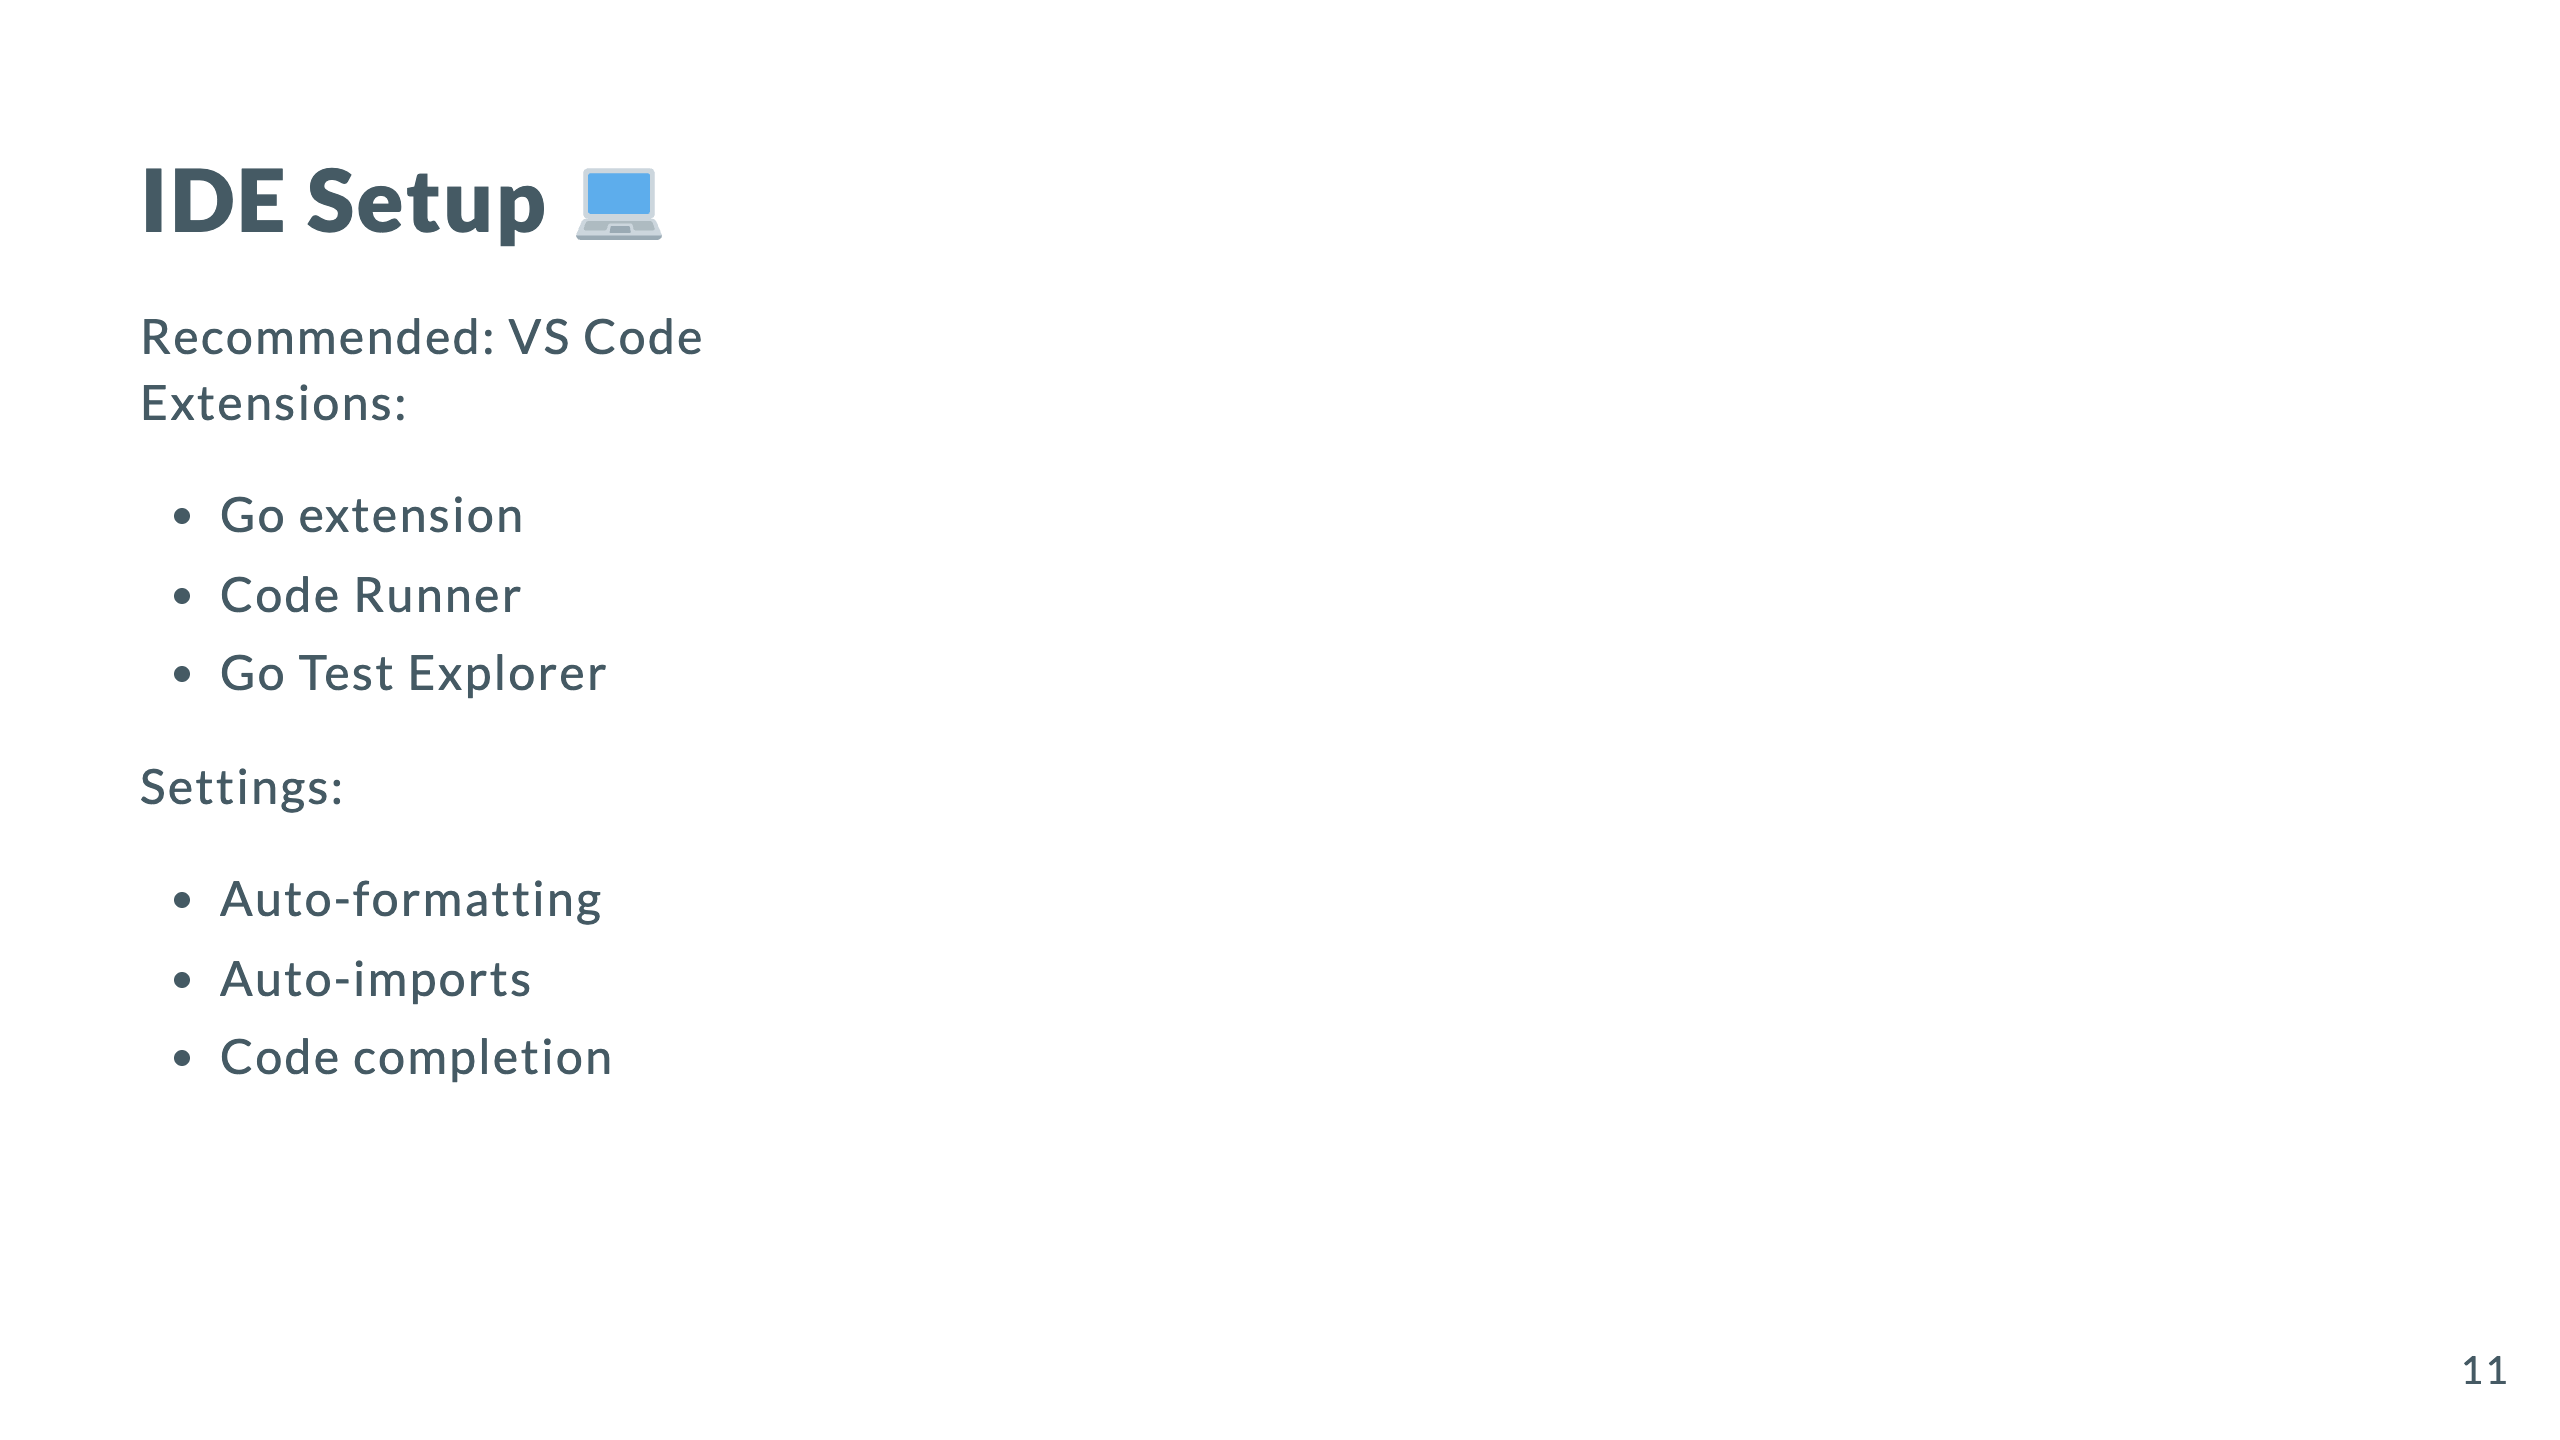 IDE Setup 💻
Recommended: VS Code
Extensions:
• Go extension
• Code Runner
• Go Test Explorer
Settings:
• Auto-formatting
• Auto-imports
• Code completion
11